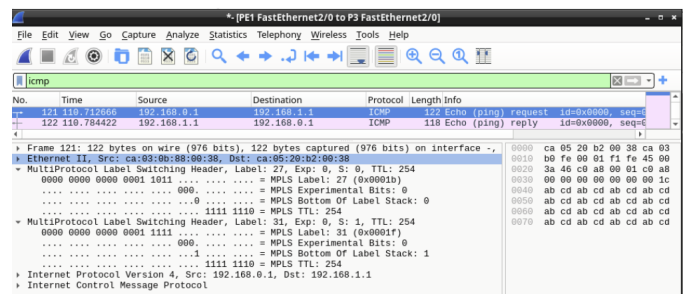 *- [PE1 FastEthernet2/0 to P3 FastEthernet2/0]
File Edit View Go Capture Analyze Statistics Telephony Wireless Tools Help
icmp
No. Time Source Destination Protocol Length Info
121 110.712666 192.168.0.1 192.168.1.1 ICMP 122 Echo (ping) request id=0x0000, seq=0
122 110.784422 192.168.1.1 192.168.0.1 ICMP 118 Echo (ping) reply id=0x0000, seq=0
Frame 121: 122 bytes on wire (976 bits), 122 bytes captured (976 bits) on interface -,
Ethernet II, Src: ca:03:0b:88:00:38, Dst: ca:05:20:b2:00:38
MultiProtocol Label Switching Header, Label: 27, Exp: 0, S: 0, TTL: 254
0000 0000 0000 0001 1011 .... .... .... = MPLS Label: 27 (0x0001b)
.... .... .... .... .... 000. .... .... = MPLS Experimental Bits: 0
.... .... .... .... .... ...0 .... .... = MPLS Bottom Of Label Stack: 0
.... .... .... .... .... .... 1111 1110 = MPLS TTL: 254
MultiProtocol Label Switching Header, Label: 31, Exp: 0, S: 1, TTL: 254
0000 0000 0000 0001 1111 .... .... .... = MPLS Label: 31 (0x0001f)
.... .... .... .... .... 000. .... .... = MPLS Experimental Bits: 0
.... .... .... .... .... ...1 .... .... = MPLS Bottom Of Label Stack: 1
.... .... .... .... .... .... 1111 1110 = MPLS TTL: 254
Internet Protocol Version 4, Src: 192.168.0.1, Dst: 192.168.1.1
Internet Control Message Protocol
0000 ca 05 20 b2 00 38 ca 03
0010 b0 fe 00 01 f1 fe 45 00
0020 3a 46 c0 a8 00 01 c0 a8
0030 00 00 00 00 00 00 00 1c
0040 ab cd ab cd ab cd ab cd
0050 ab cd ab cd ab cd ab cd
0060 ab cd ab cd ab cd ab cd
0070 ab cd ab cd ab cd ab cd